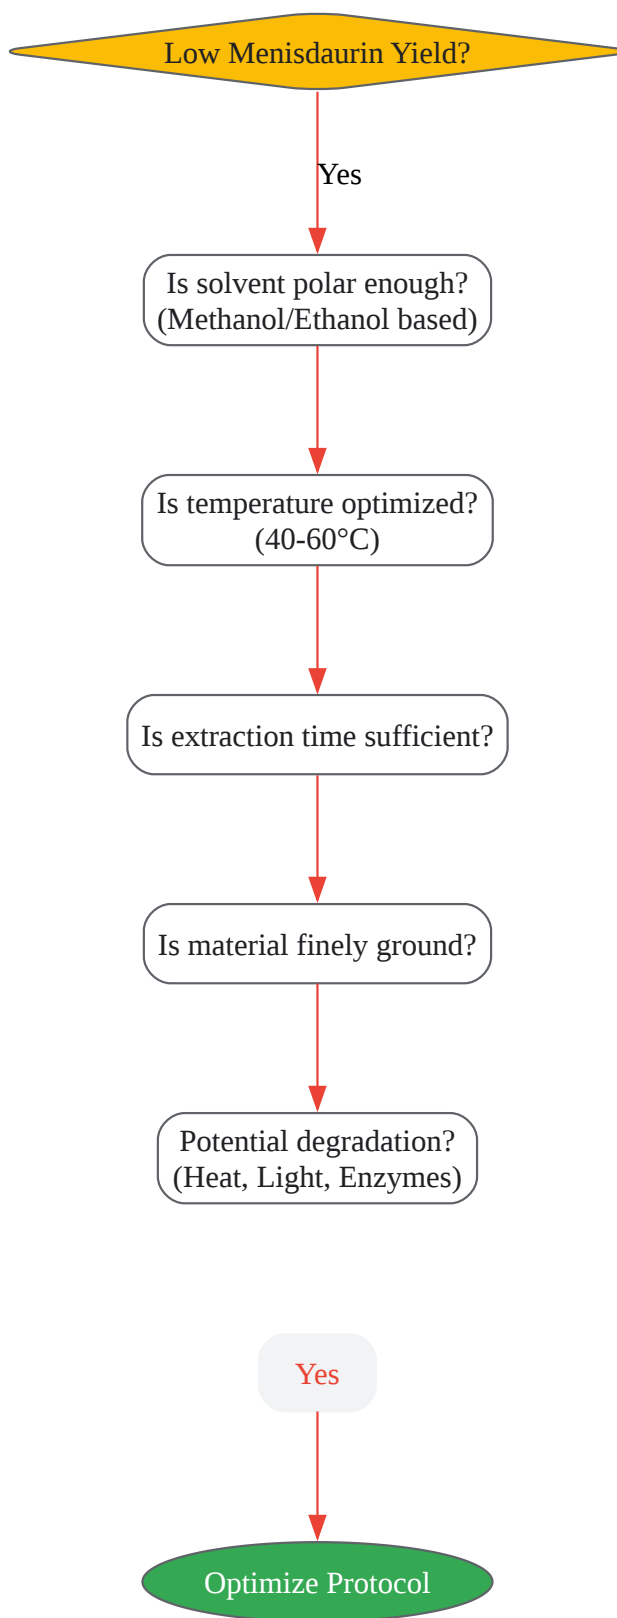 Low Menisdaurin Yield?
Yes
Is solvent polar enough?
(Methanol/Ethanol based)
Is temperature optimized?
(40-60°C)
Is extraction time sufficient?
Is material finely ground?
Potential degradation?
(Heat, Light, Enzymes)
Yes
Optimize Protocol